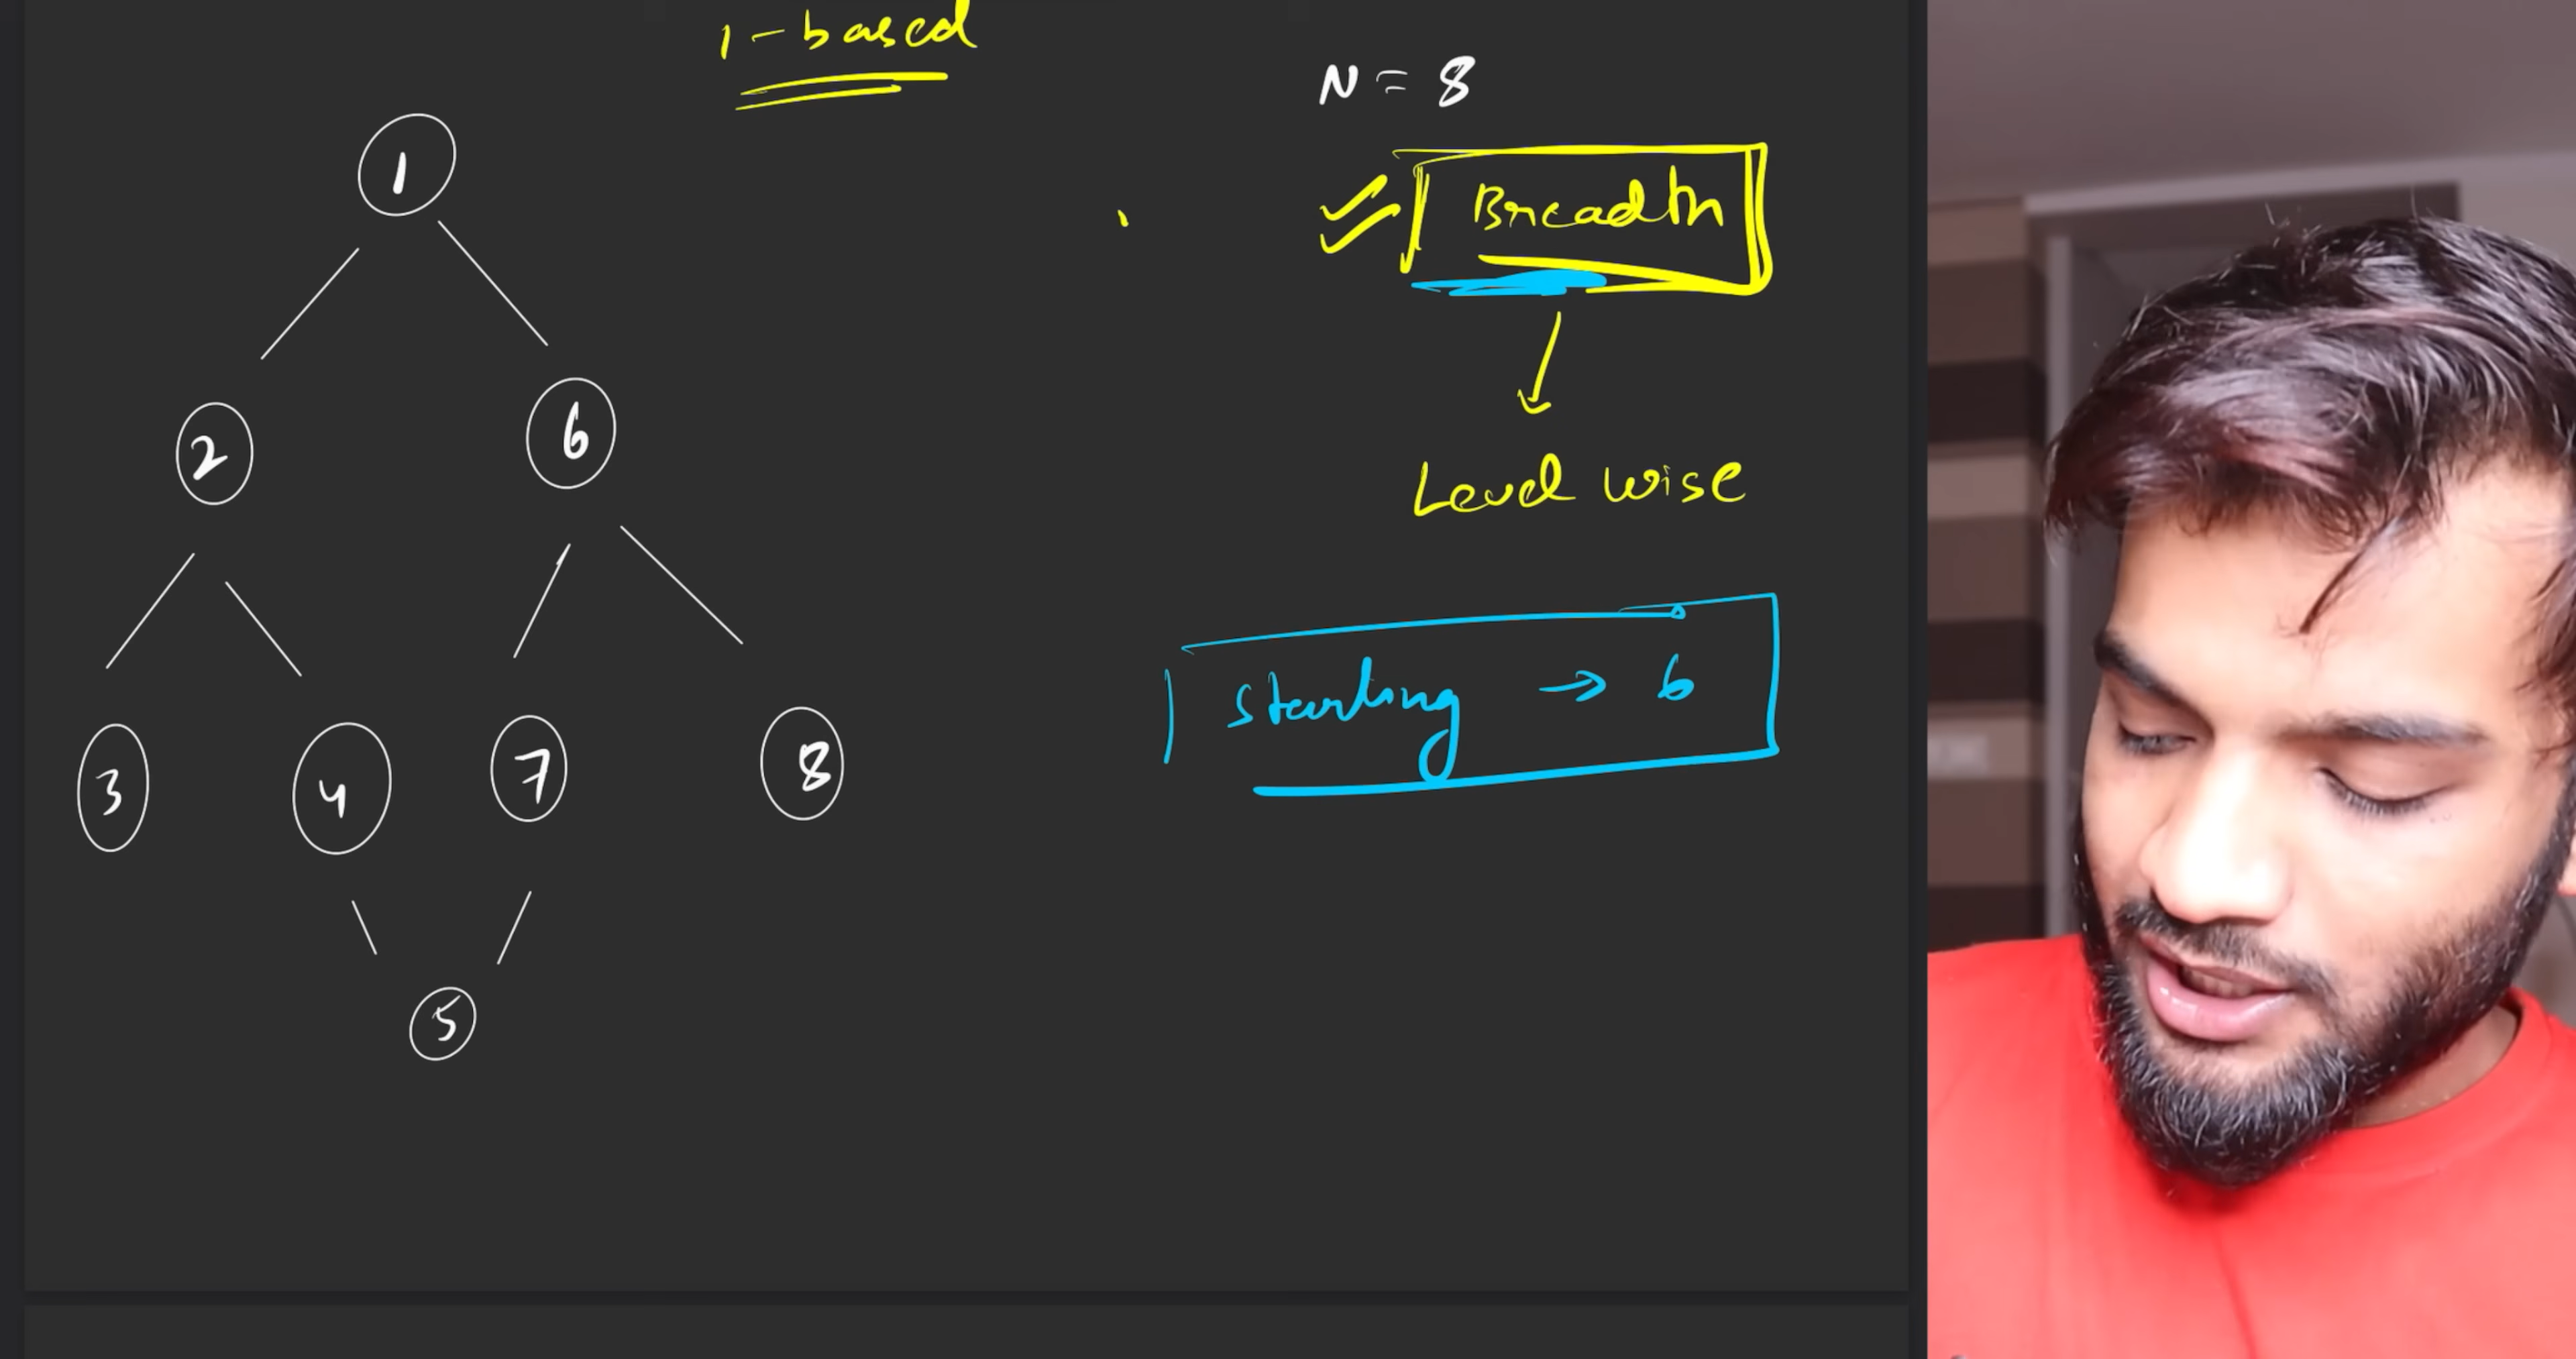 1-based
N = 8
Breadth
Level wise
Starting → 6
1
2 6
3 4 7 8
5